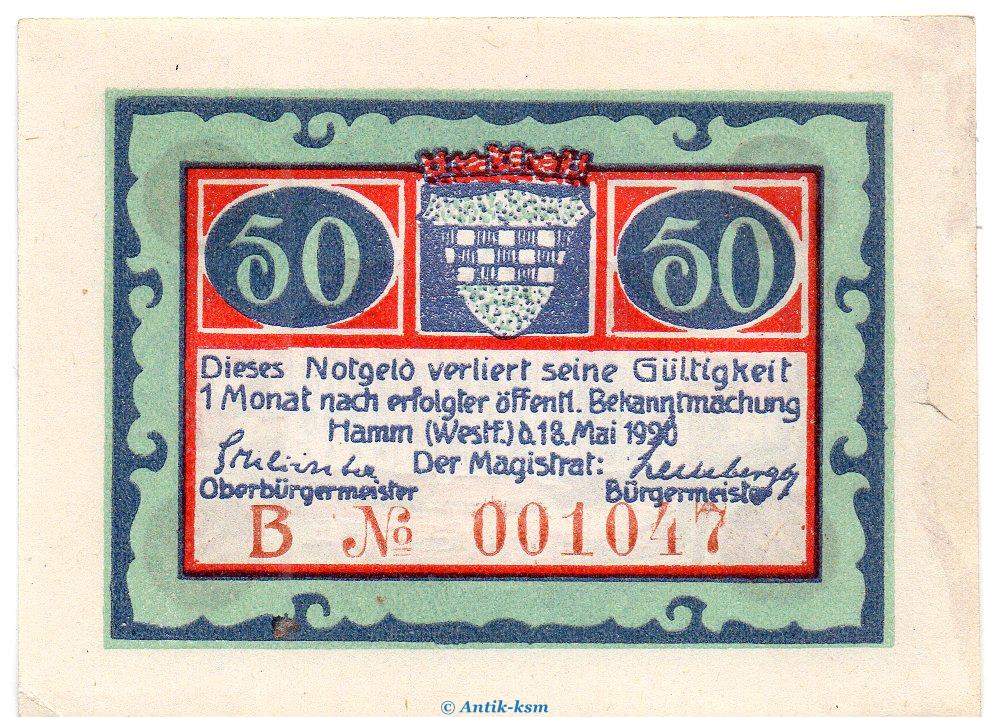 50 50
Dieses Notgeld verliert seine Gültigkeit
1 Monat nach erfolgter öffentl. Bekanntmachung
Hamm (Westf.) d. 18. Mai 1920
Der Magistrat:
Oberbürgermeister Bürgermeister
B No 001047
© Antik-ksm